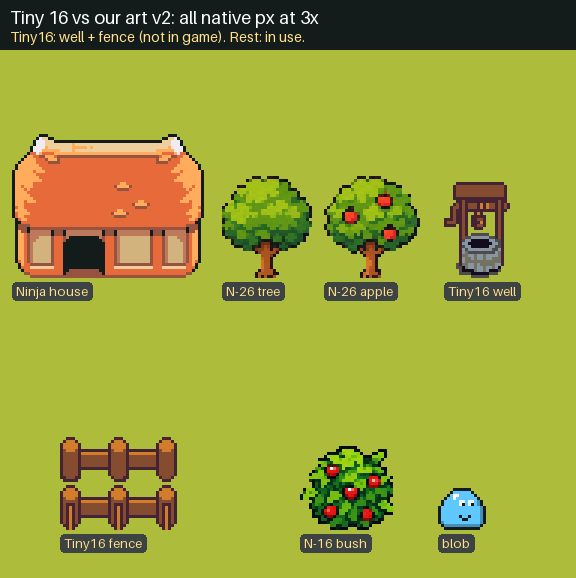 Tiny 16 vs our art v2: all native px at 3x
Tiny16: well + fence (not in game). Rest: in use.
Ninja house
N-26 tree
N-26 apple
Tiny16 well
Tiny16 fence
N-16 bush
blob